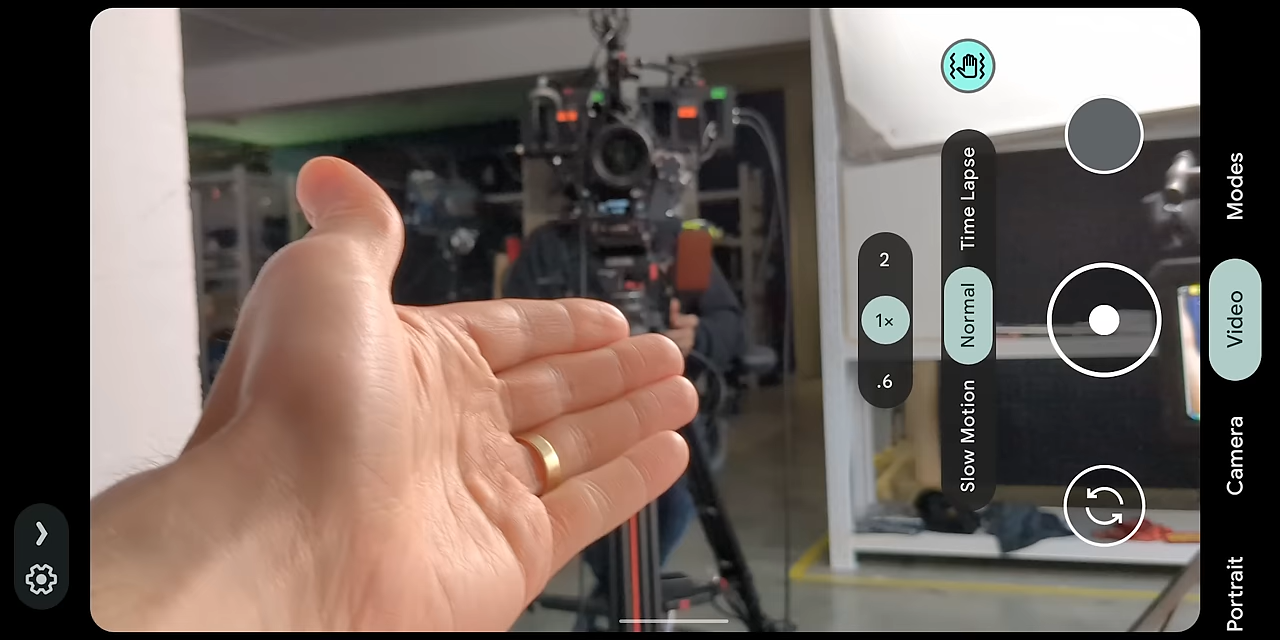 2
1×
.6
Time Lapse
Normal
Slow Motion
Modes
Video
Camera
Portrait